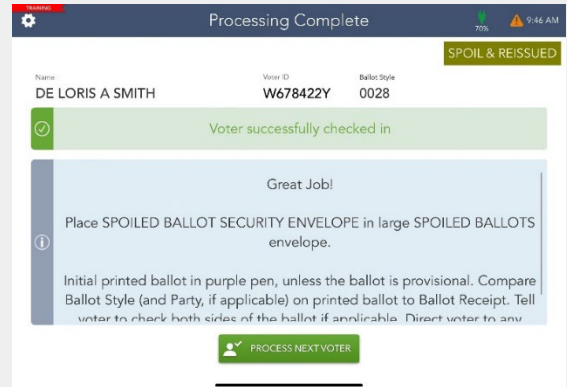 TRAINING
Processing Complete
70%
9:46 AM
SPOIL & REISSUED
Name
Voter ID
Ballot Style
DE LORIS A SMITH
W678422Y
0028
Voter successfully checked in
Great Job!
Place SPOILED BALLOT SECURITY ENVELOPE in large SPOILED BALLOTS
envelope.
Initial printed ballot in purple pen, unless the ballot is provisional. Compare
Ballot Style (and Party, if applicable) on printed ballot to Ballot Receipt. Tell
voter to check both sides of the ballot if applicable. Direct voter to any
PROCESS NEXT VOTER